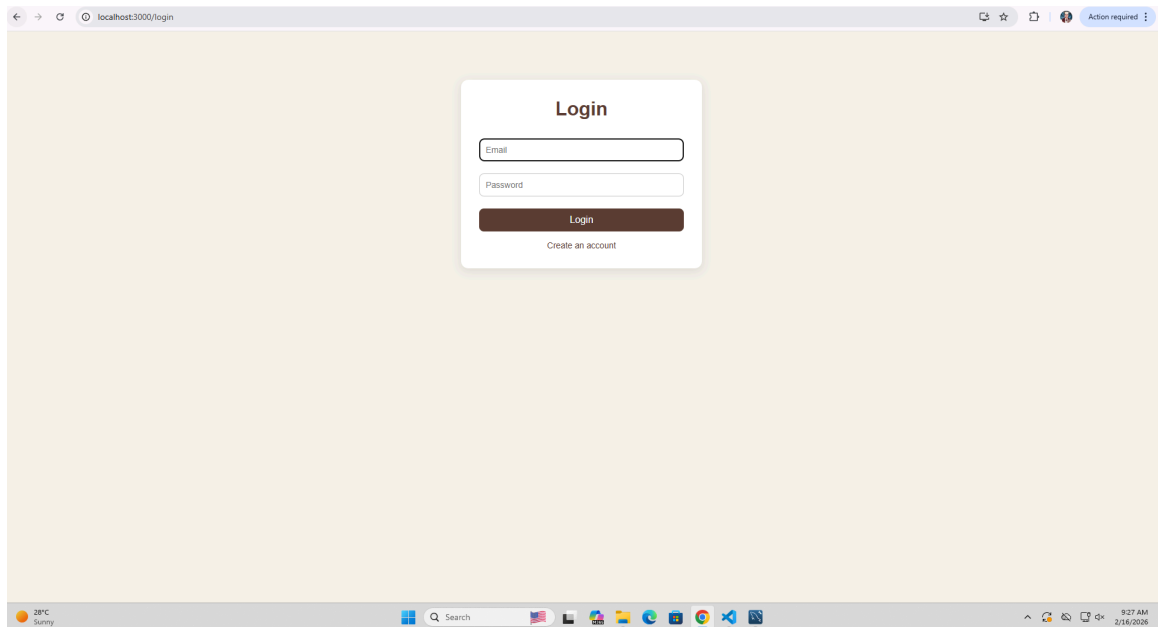 localhost:3000/login
Action required
Login
Email
Password
Login
Create an account
28°C
Sunny
Search
9:27 AM
2/16/2026